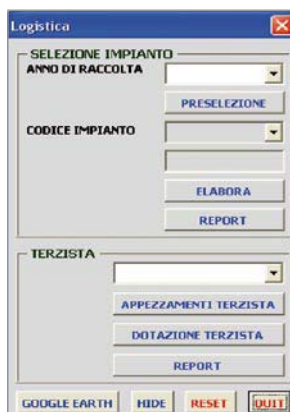 Logistica
SELEZIONE IMPIANTO
ANNO DI RACCOLTA
PRESELEZIONE
CODICE IMPIANTO
ELABORA
REPORT
TERZISTA
APPEZZAMENTI TERZISTA
DOTAZIONE TERZISTA
REPORT
GOOGLE EARTH HIDE RESET QUIT